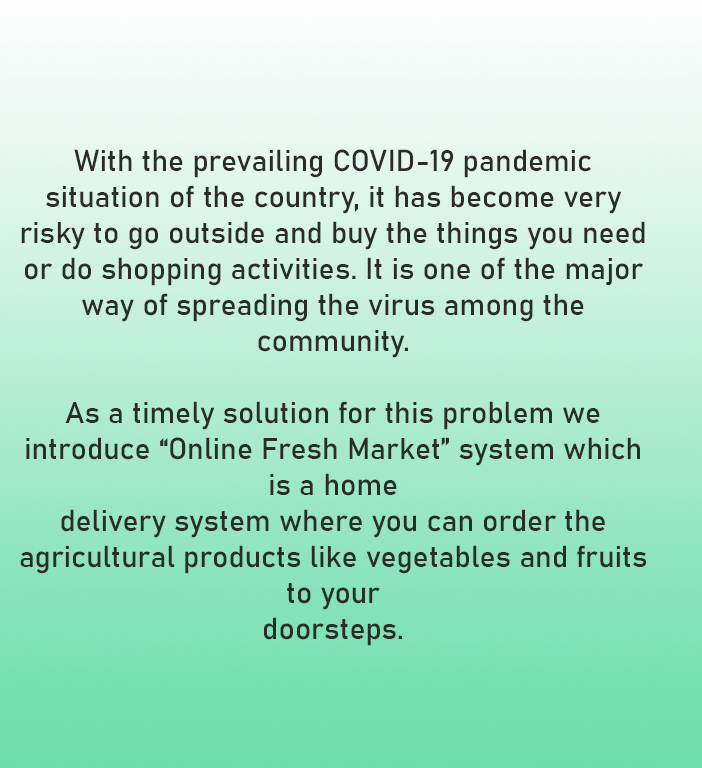 With the prevailing COVID-19 pandemic
situation of the country, it has become very
risky to go outside and buy the things you need
or do shopping activities. It is one of the major
way of spreading the virus among the
community.
As a timely solution for this problem we
introduce “Online Fresh Market” system which
is a home
delivery system where you can order the
agricultural products like vegetables and fruits
to your
doorsteps.